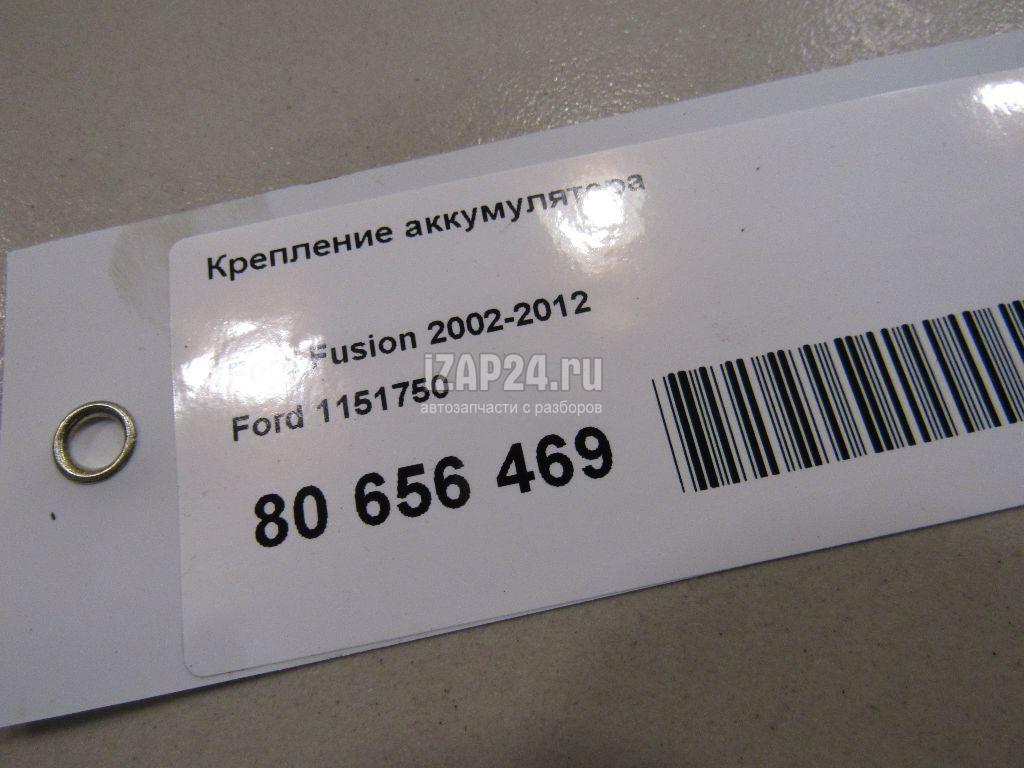 Крепление аккумулятора
Fusion 2002-2012
iZAP24.ru
Ford 1151750
автозапчасти с разборов
80 656 469